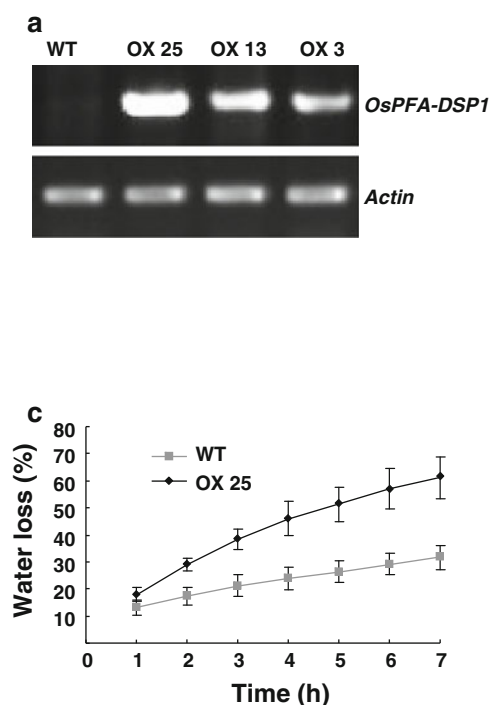 a
WT OX 25 OX 13 OX 3
OsPFA-DSP1
Actin
c
80
70
60
50
40
30
20
10
Water loss (%)
WT
OX 25
0 1 2 3 4 5 6 7
Time (h)